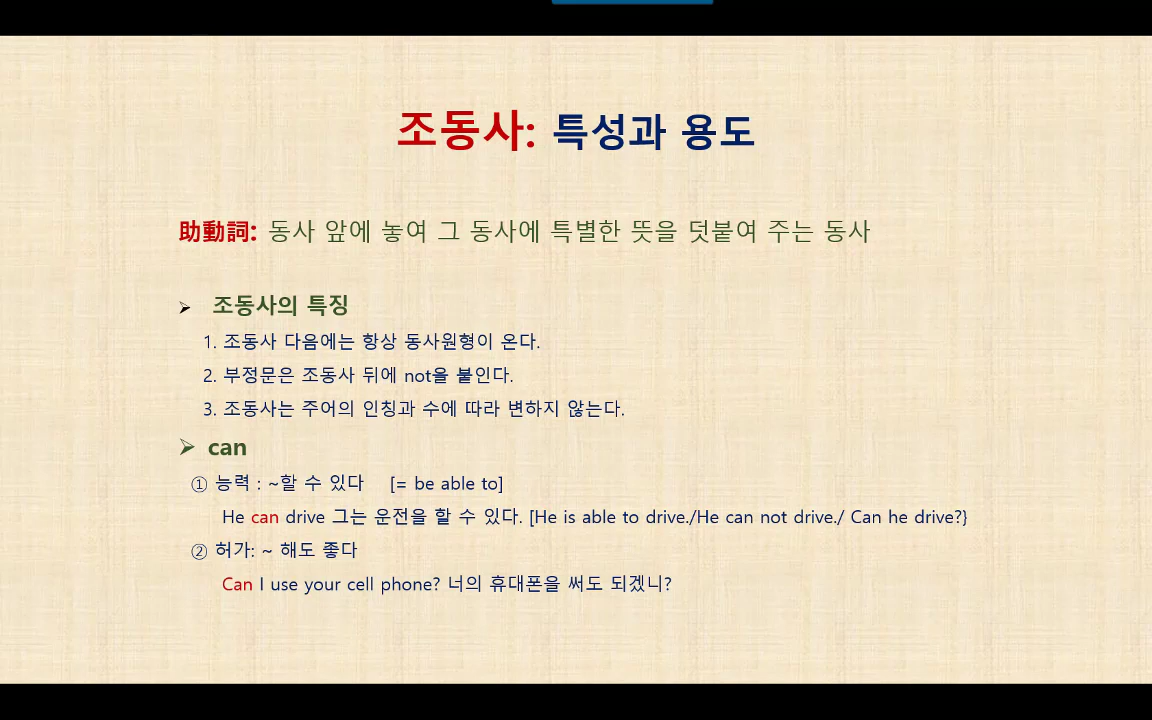 조동사: 특성과 용도
助動詞: 동사 앞에 놓여 그 동사에 특별한 뜻을 덧붙여 주는 동사
➢ 조동사의 특징
1. 조동사 다음에는 항상 동사원형이 온다.
2. 부정문은 조동사 뒤에 not을 붙인다.
3. 조동사는 주어의 인칭과 수에 따라 변하지 않는다.
➢ can
① 능력 : ~할 수 있다 [= be able to]
He can drive 그는 운전을 할 수 있다. [He is able to drive./He can not drive./ Can he drive?}
② 허가: ~ 해도 좋다
Can I use your cell phone? 너의 휴대폰을 써도 되겠니?